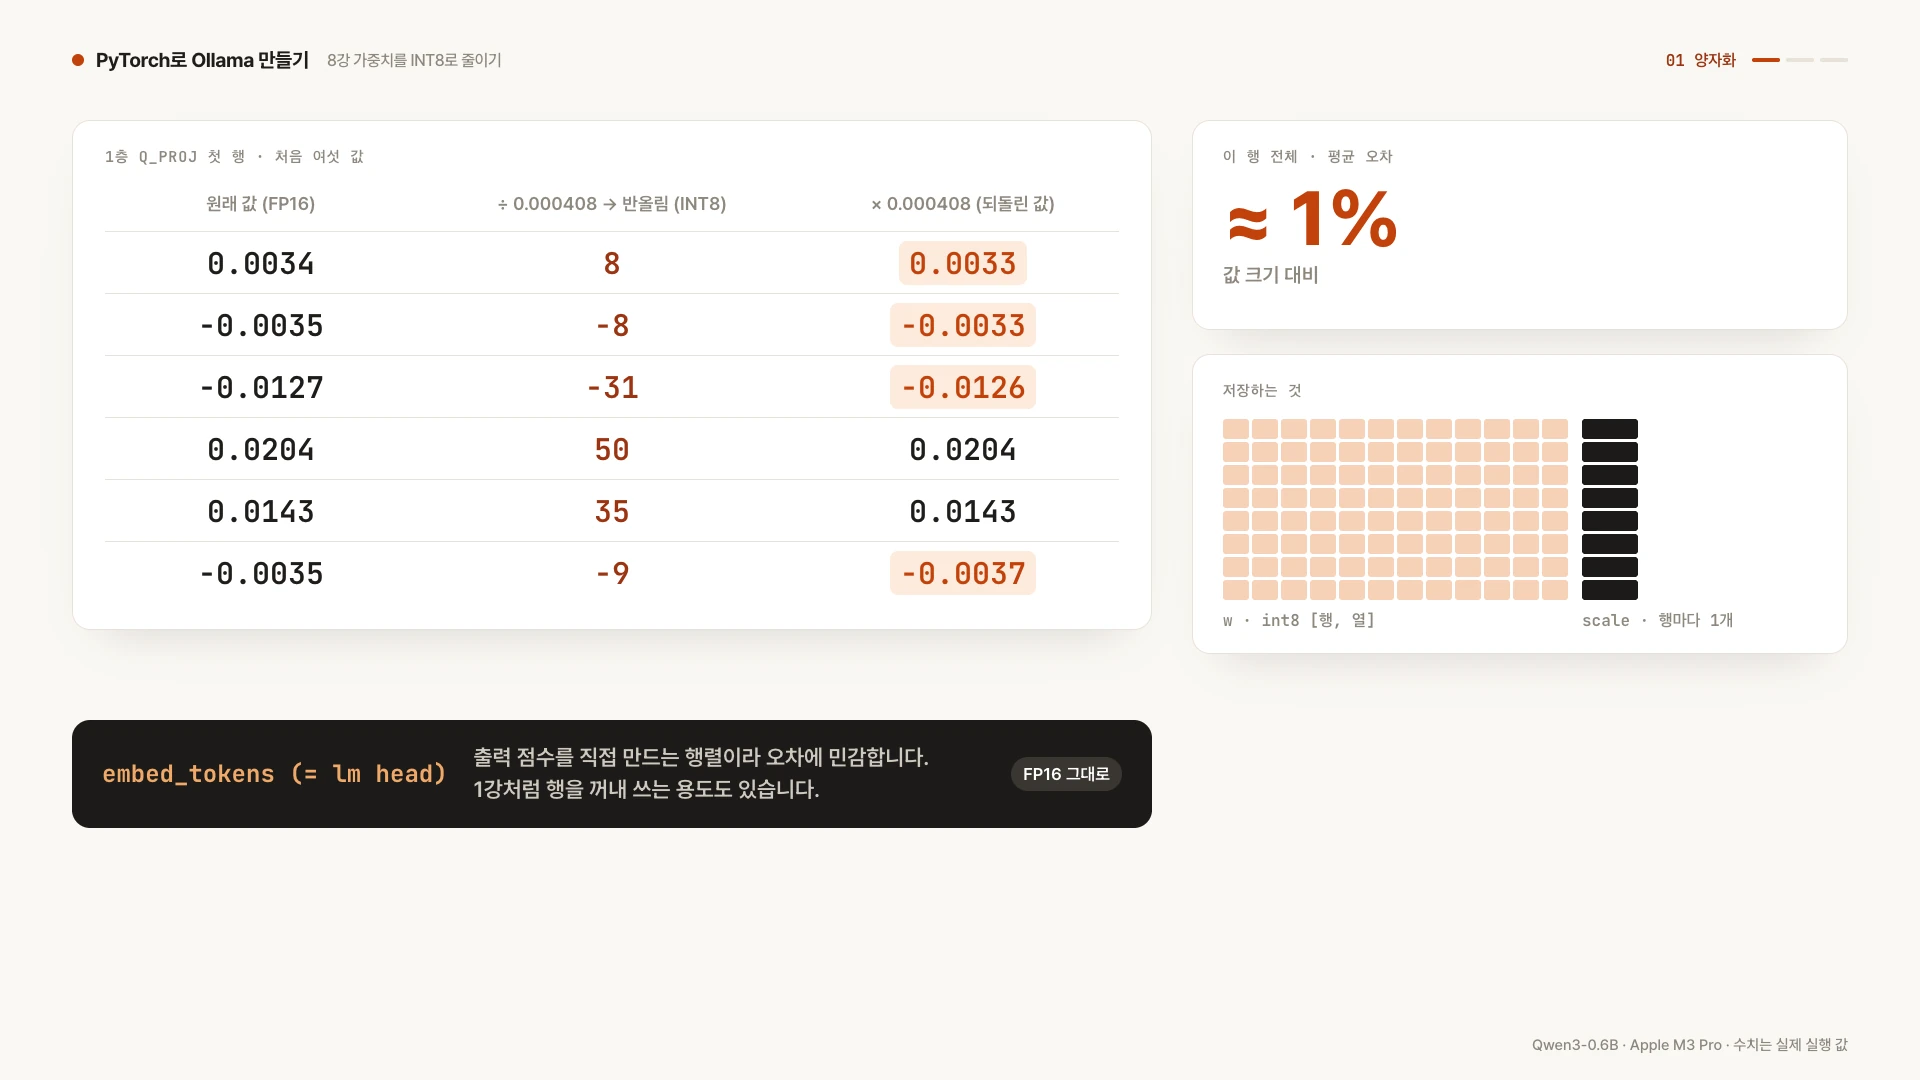 PyTorch로 Ollama 만들기 8강 가중치를 INT8로 줄이기
01 양자화
1층 Q_PROJ 첫 행 · 처음 여섯 값
원래 값 (FP16) ÷ 0.000408 → 반올림 (INT8) × 0.000408 (되돌린 값)
0.0034 8 0.0033
-0.0035 -8 -0.0033
-0.0127 -31 -0.0126
0.0204 50 0.0204
0.0143 35 0.0143
-0.0035 -9 -0.0037
이 행 전체 · 평균 오차
≈ 1%
값 크기 대비
저장하는 것
w · int8 [행, 열] scale · 행마다 1개
embed_tokens (= lm head)
출력 점수를 직접 만드는 행렬이라 오차에 민감합니다.
1강처럼 행을 꺼내 쓰는 용도도 있습니다.
FP16 그대로
Qwen3-0.6B · Apple M3 Pro · 수치는 실제 실행 값